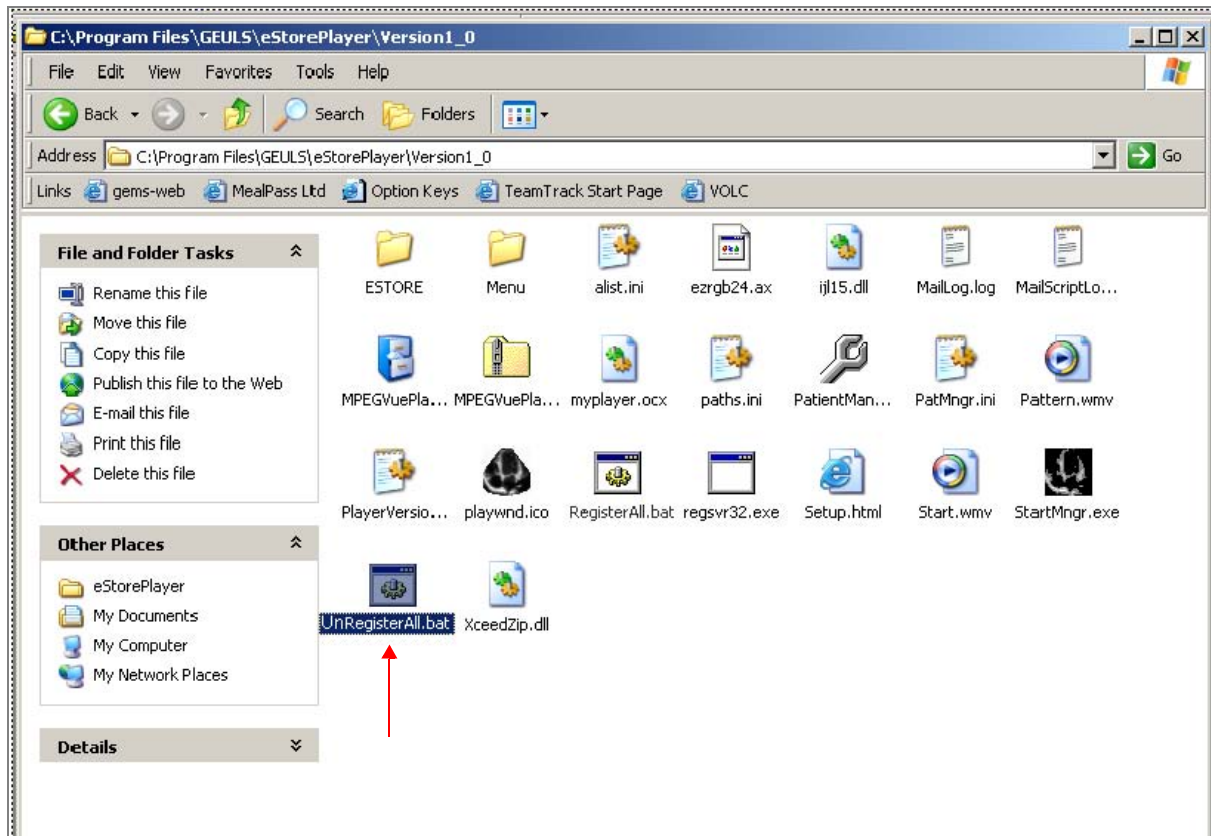 C:\Program Files\GEULS\eStorePlayer\Version1_0
File Edit View Favorites Tools Help
Back Search Folders
Address C:\Program Files\GEULS\eStorePlayer\Version1_0 Go
Links gems-web MealPass Ltd Option Keys TeamTrack Start Page VOLC
File and Folder Tasks
Rename this file
Move this file
Copy this file
Publish this file to the Web
E-mail this file
Print this file
Delete this file
Other Places
eStorePlayer
My Documents
My Computer
My Network Places
Details
ESTORE Menu alist.ini ezrgb24.ax ijl15.dll MailLog.log MailScriptLo...
MPEGVuePla... MPEGVuePla... myplayer.ocx paths.ini PatientMan... PatMngr.ini Pattern.wmv
PlayerVersio... playwnd.ico RegisterAll.bat regsvr32.exe Setup.html Start.wmv StartMngr.exe
UnRegisterAll.bat XceedZip.dll